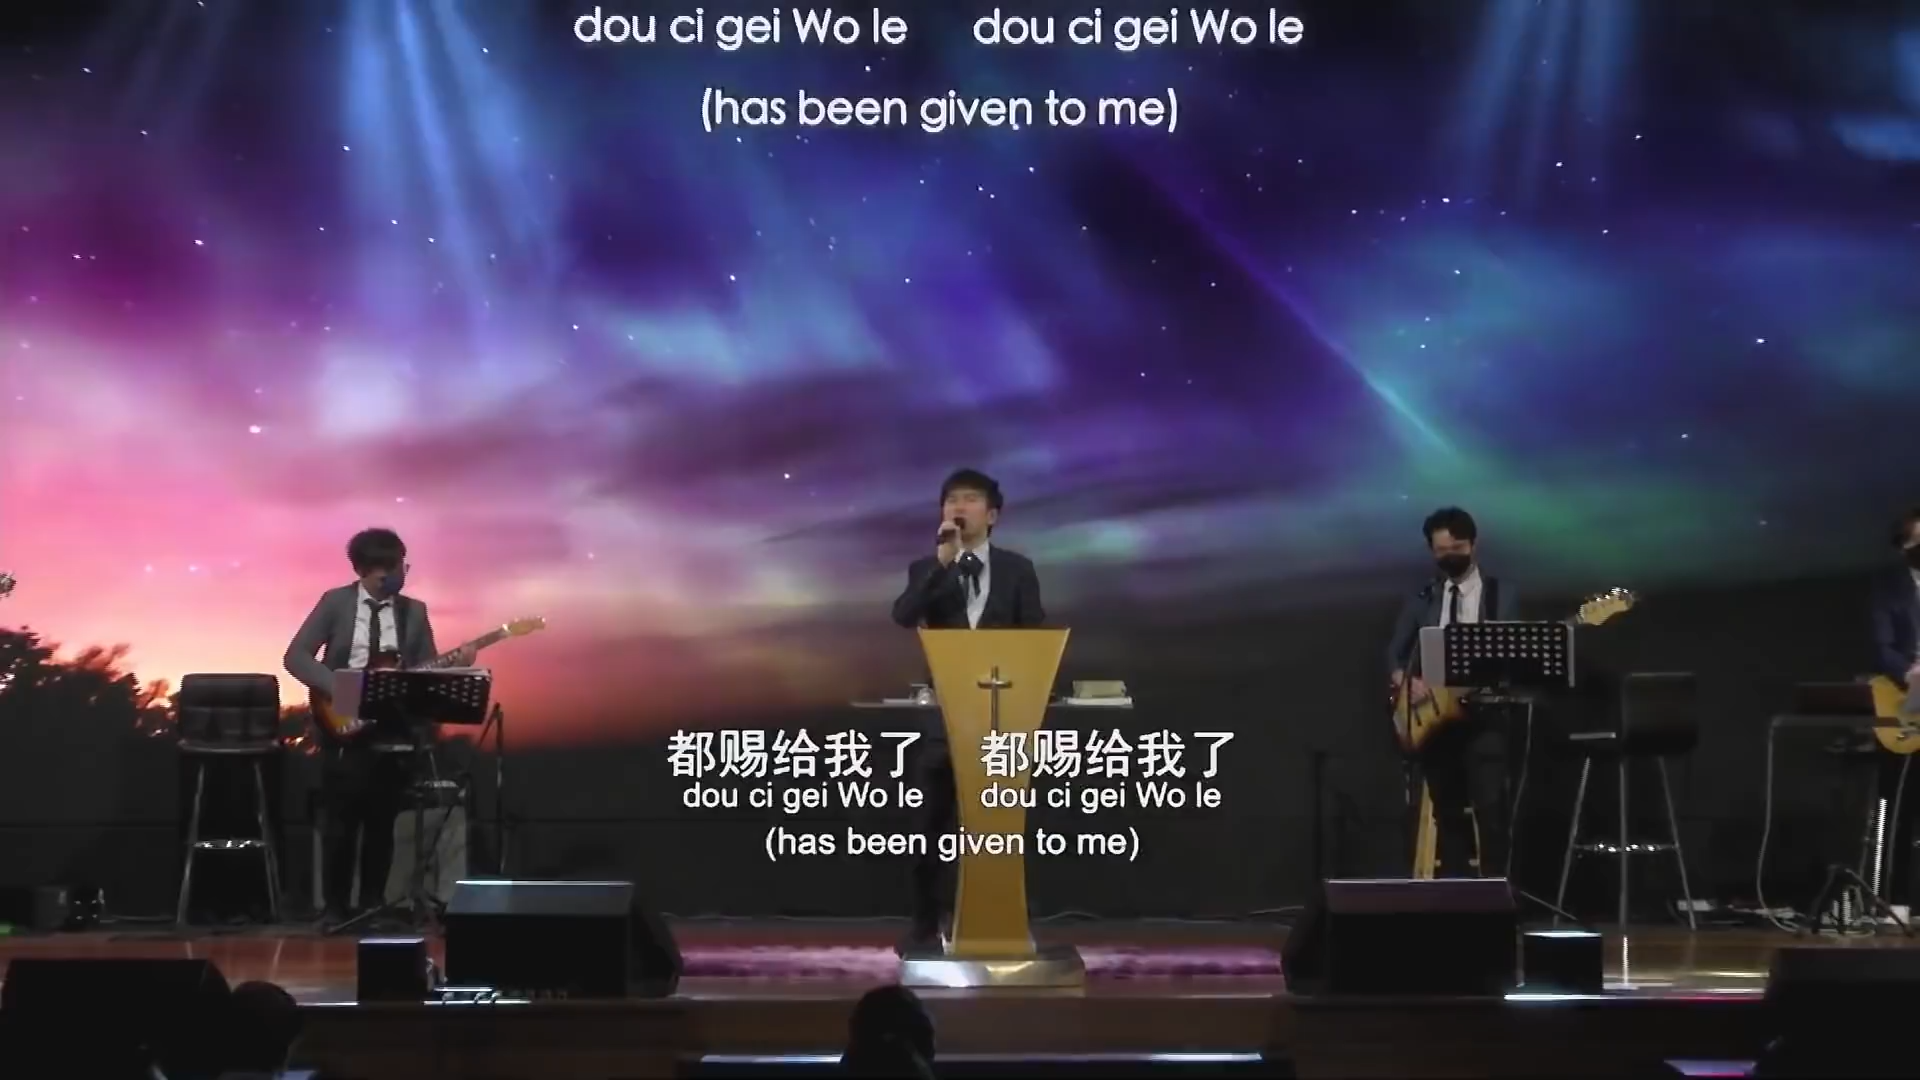 dou ci gei Wo le dou ci gei Wo le
(has been given to me)
都赐给我了 都赐给我了
dou ci gei Wo le dou ci gei Wo le
(has been given to me)